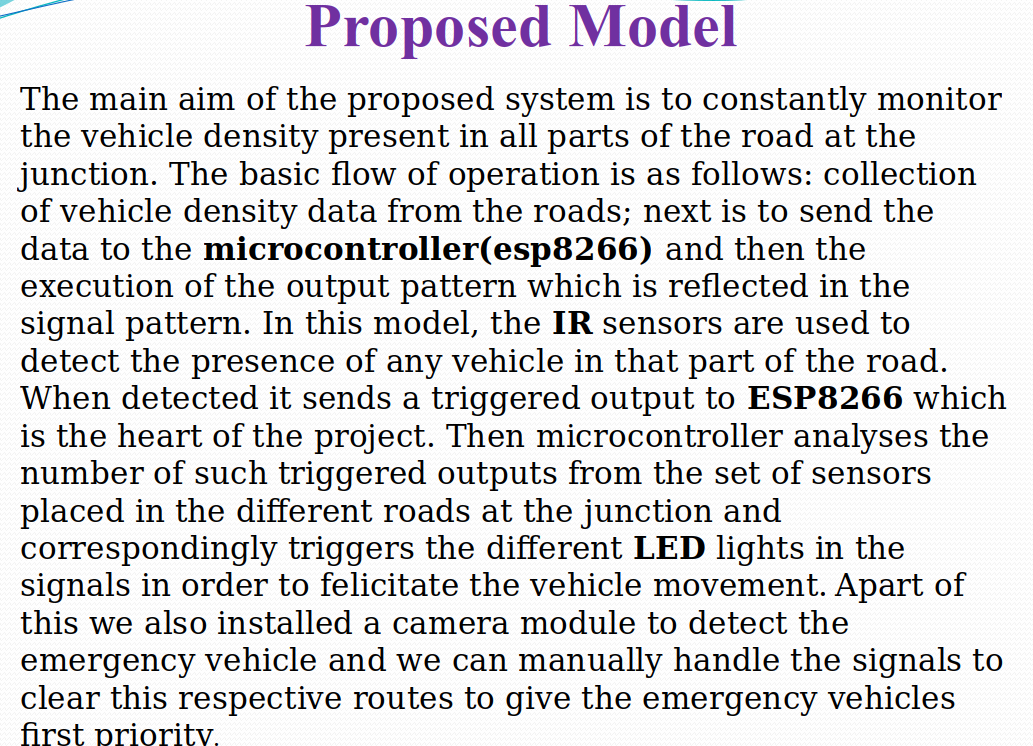 Proposed Model
The main aim of the proposed system is to constantly monitor
the vehicle density present in all parts of the road at the
junction. The basic flow of operation is as follows: collection
of vehicle density data from the roads; next is to send the
data to the microcontroller(esp8266) and then the
execution of the output pattern which is reflected in the
signal pattern. In this model, the IR sensors are used to
detect the presence of any vehicle in that part of the road.
When detected it sends a triggered output to ESP8266 which
is the heart of the project. Then microcontroller analyses the
number of such triggered outputs from the set of sensors
placed in the different roads at the junction and
correspondingly triggers the different LED lights in the
signals in order to felicitate the vehicle movement. Apart of
this we also installed a camera module to detect the
emergency vehicle and we can manually handle the signals to
clear this respective routes to give the emergency vehicles
first priority.